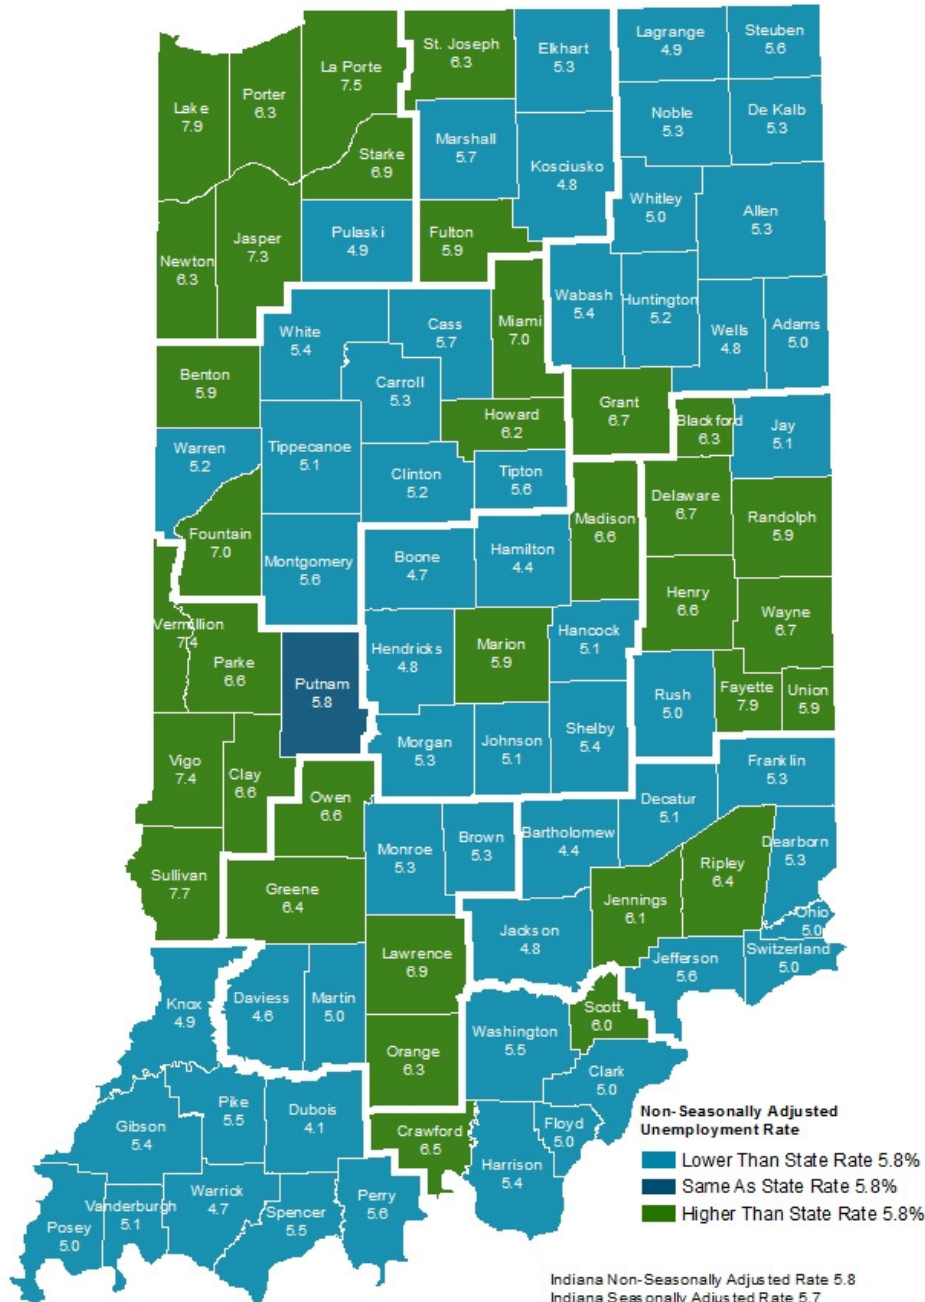 St. Joseph
6.3
Elkhart
5.3
Lagrange
4.9
Steuben
5.6
La Porte
7.5
Porter
6.3
Lake
7.9
Noble
5.3
De Kalb
5.3
Marshall
5.7
Starke
6.9
Kosciusko
4.8
Whitley
5.0
Allen
5.3
Pulaski
4.9
Fulton
5.9
Jasper
7.3
Newton
6.3
Wabash
5.4
Huntington
5.2
Wells
4.8
Adams
5.0
White
5.4
Cass
5.7
Miami
7.0
Benton
5.9
Carroll
5.3
Grant
6.7
Howard
6.2
Blackford
6.3
Jay
5.1
Warren
5.2
Tippecanoe
5.1
Clinton
5.2
Tipton
5.6
Delaware
6.7
Randolph
5.9
Madison
6.6
Fountain
7.0
Montgomery
5.6
Boone
4.7
Hamilton
4.4
Henry
6.6
Wayne
6.7
Vermillion
7.4
Parke
6.6
Putnam
5.8
Hendricks
4.8
Marion
5.9
Hancock
5.1
Rush
5.0
Fayette
7.9
Union
5.9
Vigo
7.4
Clay
6.6
Owen
6.6
Morgan
5.3
Johnson
5.1
Shelby
5.4
Franklin
5.3
Decatur
5.1
Sullivan
7.7
Greene
6.4
Monroe
5.3
Brown
5.3
Bartholomew
4.4
Dearborn
5.3
Ripley
6.4
Jennings
6.1
Ohio
5.0
Jackson
4.8
Lawrence
6.9
Jefferson
5.6
Switzerland
5.0
Knox
4.9
Daviess
4.6
Martin
5.0
Scott
6.0
Washington
5.5
Orange
6.3
Clark
5.0
Pike
5.5
Dubois
4.1
Gibson
5.4
Crawford
6.5
Floyd
5.0
Harrison
5.4
Posey
5.0
Vanderburgh
5.1
Warrick
4.7
Spencer
5.5
Perry
5.6
Non-Seasonally Adjusted
Unemployment Rate
Lower Than State Rate 5.8%
Same As State Rate 5.8%
Higher Than State Rate 5.8%
Indiana Non-Seasonally Adjusted Rate 5.8
Indiana Seasonally Adjusted Rate 5.7